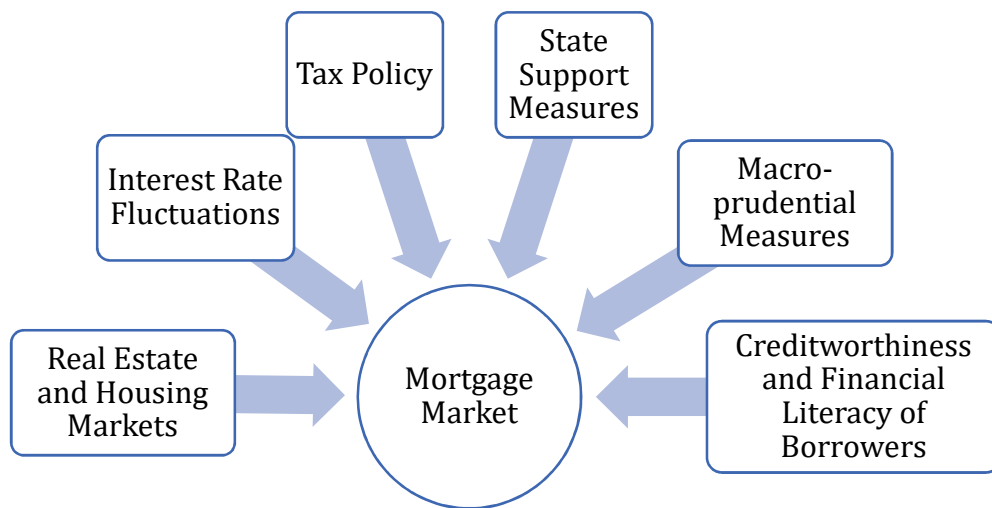 Tax Policy
State
Support
Measures
Interest Rate
Fluctuations
Macro-
prudential
Measures
Real Estate
and Housing
Markets
Mortgage
Market
Creditworthiness
and Financial
Literacy of
Borrowers